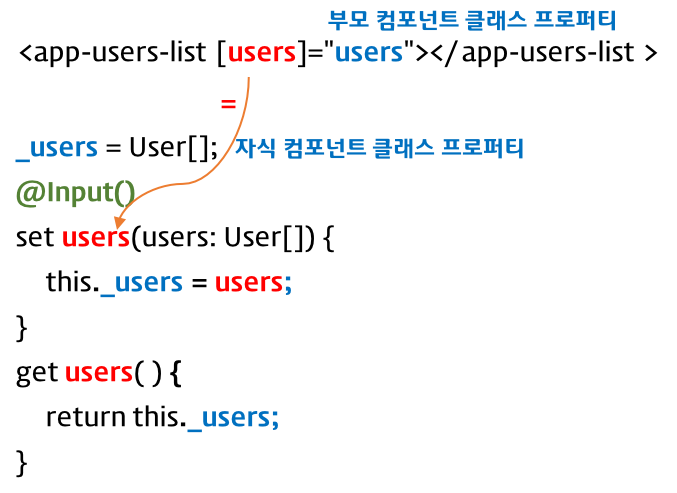 부모 컴포넌트 클래스 프로퍼티
<app-users-list [users]="users"></app-users-list >
=
_users = User[]; 자식 컴포넌트 클래스 프로퍼티
@Input()
set users(users: User[]) {
this._users = users;
}
get users( ) {
return this._users;
}